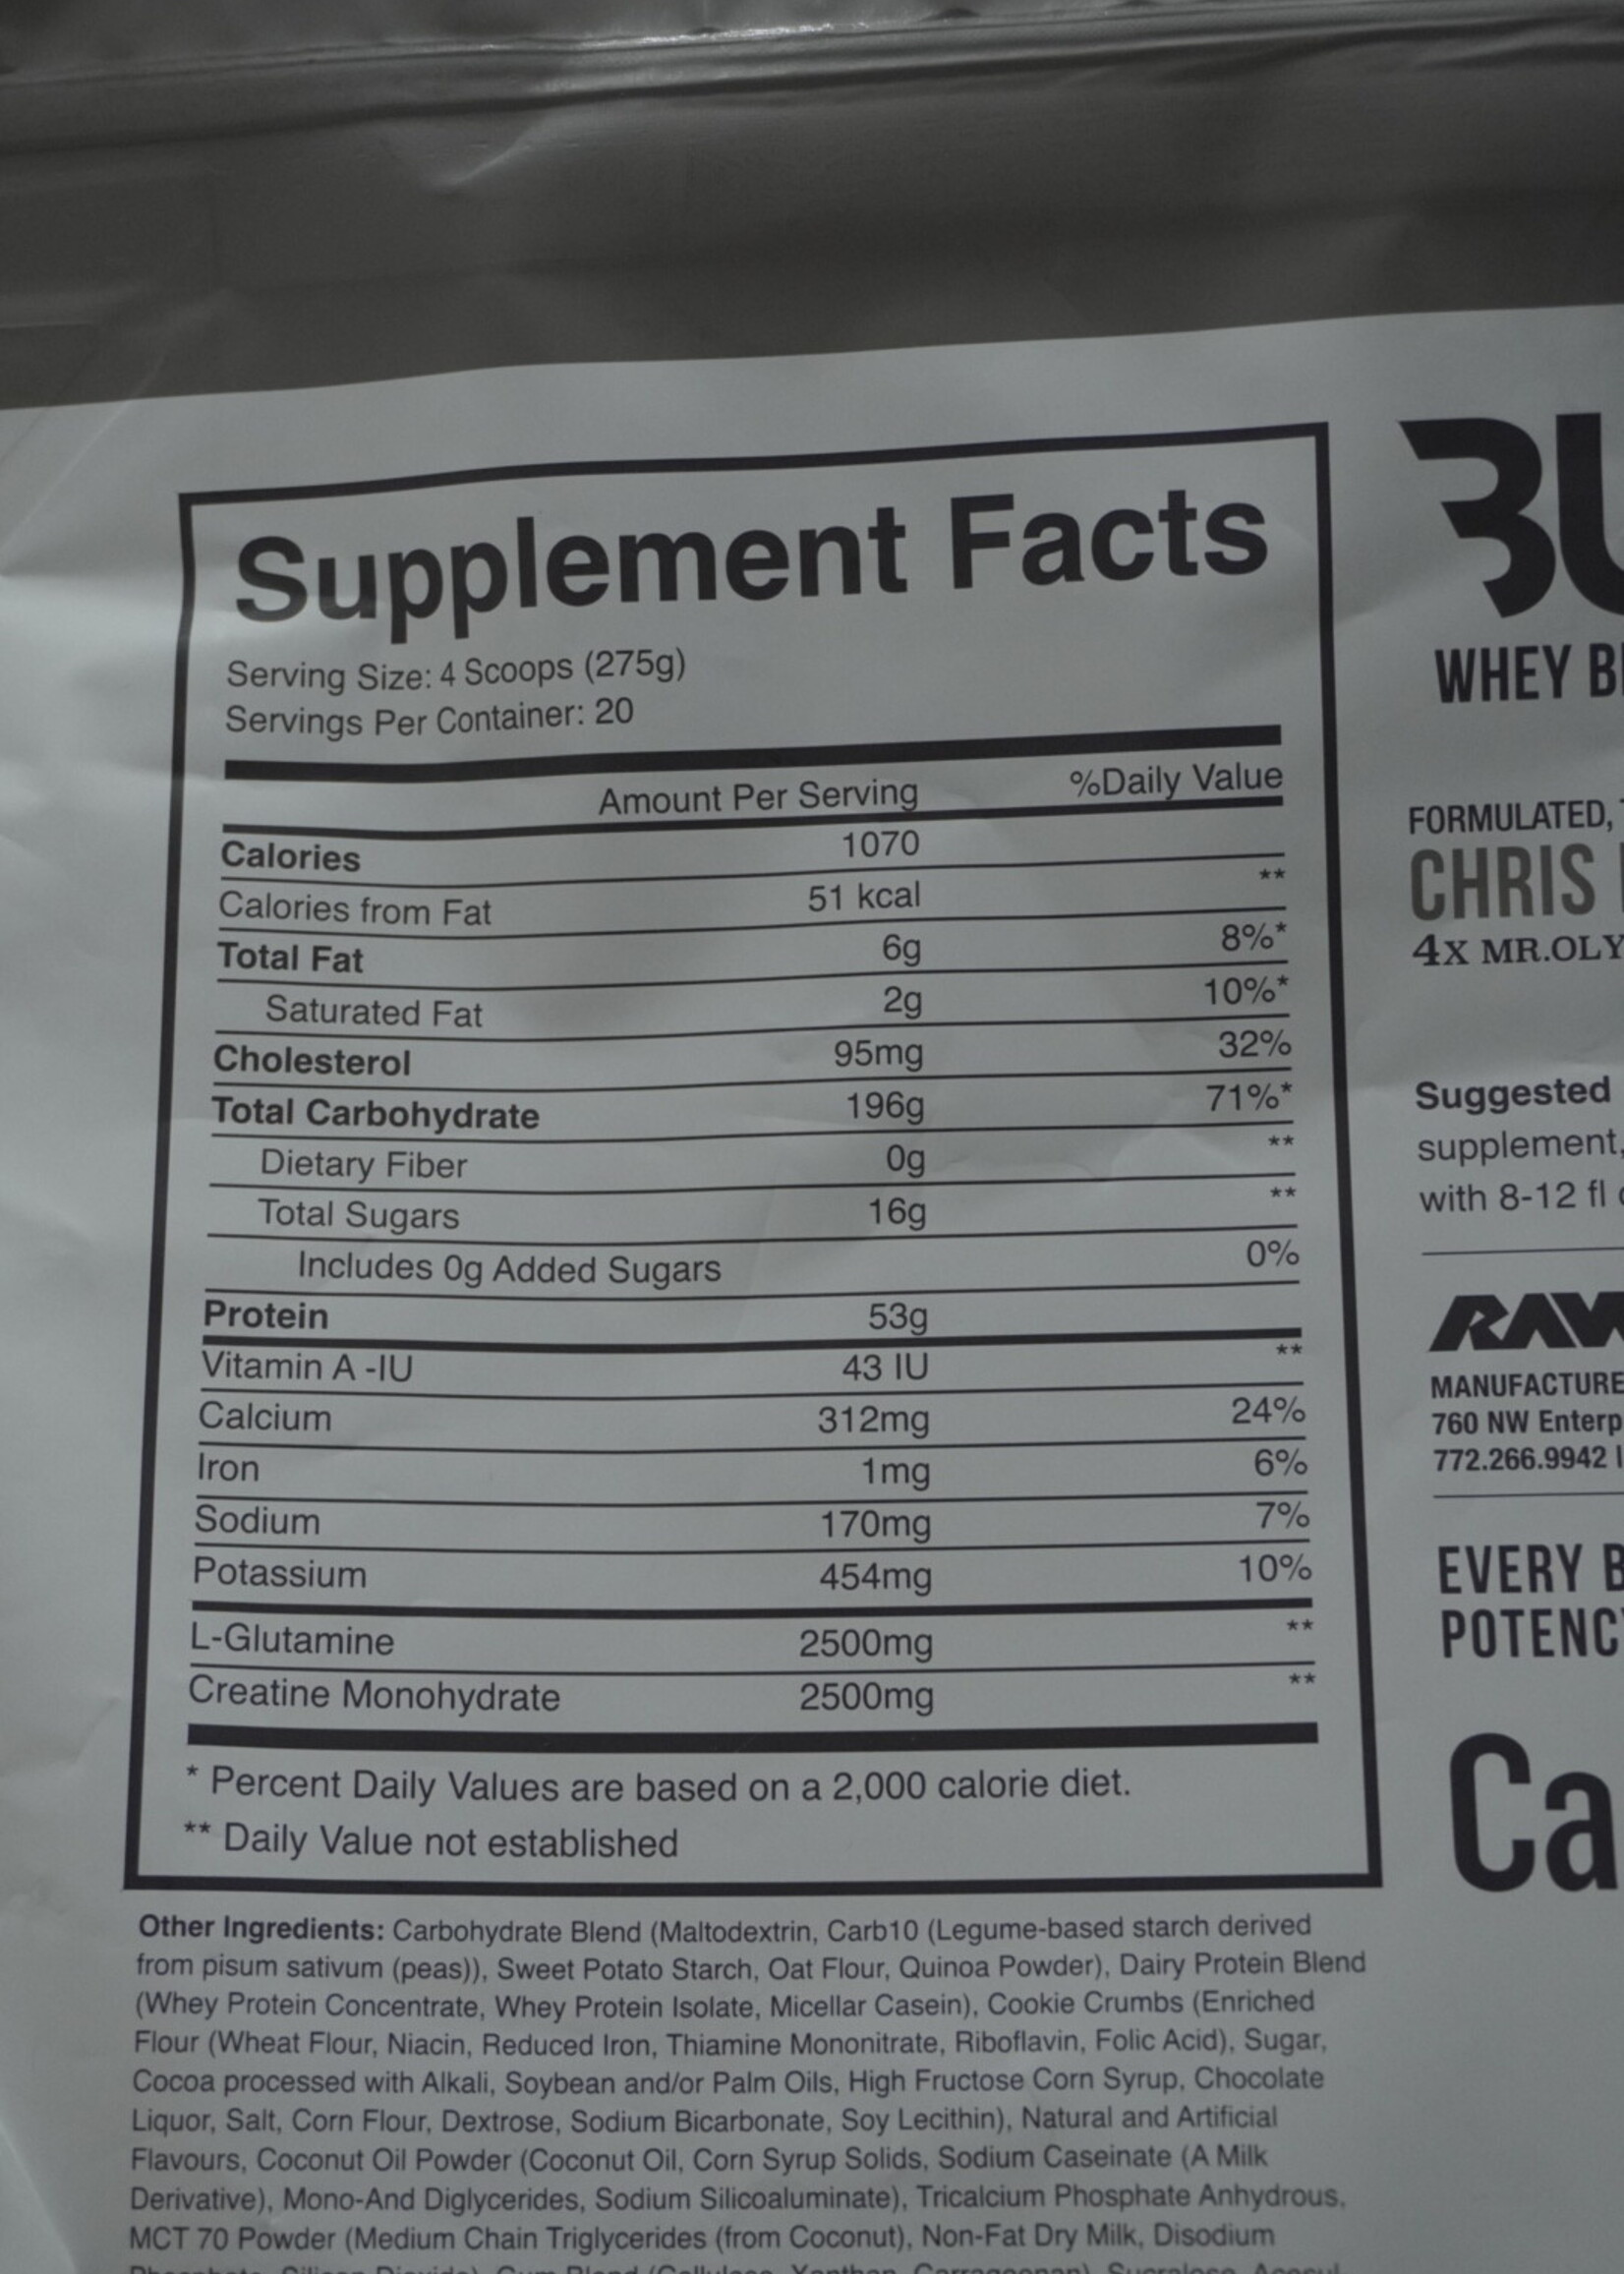 Supplement Facts
Serving Size: 4 Scoops (275g)
Servings Per Container: 20
Amount Per Serving %Daily Value
Calories 1070
Calories from Fat 51 kcal **
Total Fat 6g 8%*
Saturated Fat 2g 10%*
Cholesterol 95mg 32%
Total Carbohydrate 196g 71%*
Dietary Fiber 0g **
Total Sugars 16g **
Includes 0g Added Sugars 0%
Protein 53g
Vitamin A -IU 43 IU **
Calcium 312mg 24%
Iron 1mg 6%
Sodium 170mg 7%
Potassium 454mg 10%
L-Glutamine 2500mg **
Creatine Monohydrate 2500mg **
* Percent Daily Values are based on a 2,000 calorie diet.
** Daily Value not established
Other Ingredients: Carbohydrate Blend (Maltodextrin, Carb10 (Legume-based starch derived
from pisum sativum (peas)), Sweet Potato Starch, Oat Flour, Quinoa Powder), Dairy Protein Blend
(Whey Protein Concentrate, Whey Protein Isolate, Micellar Casein), Cookie Crumbs (Enriched
Flour (Wheat Flour, Niacin, Reduced Iron, Thiamine Mononitrate, Riboflavin, Folic Acid), Sugar,
Cocoa processed with Alkali, Soybean and/or Palm Oils, High Fructose Corn Syrup, Chocolate
Liquor, Salt, Corn Flour, Dextrose, Sodium Bicarbonate, Soy Lecithin), Natural and Artificial
Flavours, Coconut Oil Powder (Coconut Oil, Corn Syrup Solids, Sodium Caseinate (A Milk
Derivative), Mono-And Diglycerides, Sodium Silicoaluminate), Tricalcium Phosphate Anhydrous,
MCT 70 Powder (Medium Chain Triglycerides (from Coconut), Non-Fat Dry Milk, Disodium
BU
WHEY B
FORMULATED,
CHRIS
4X MR.OLY
Suggested
supplement,
with 8-12 fl
RAW
MANUFACTURE
760 NW Enterp
772.266.9942 |
EVERY B
POTENC
Ca